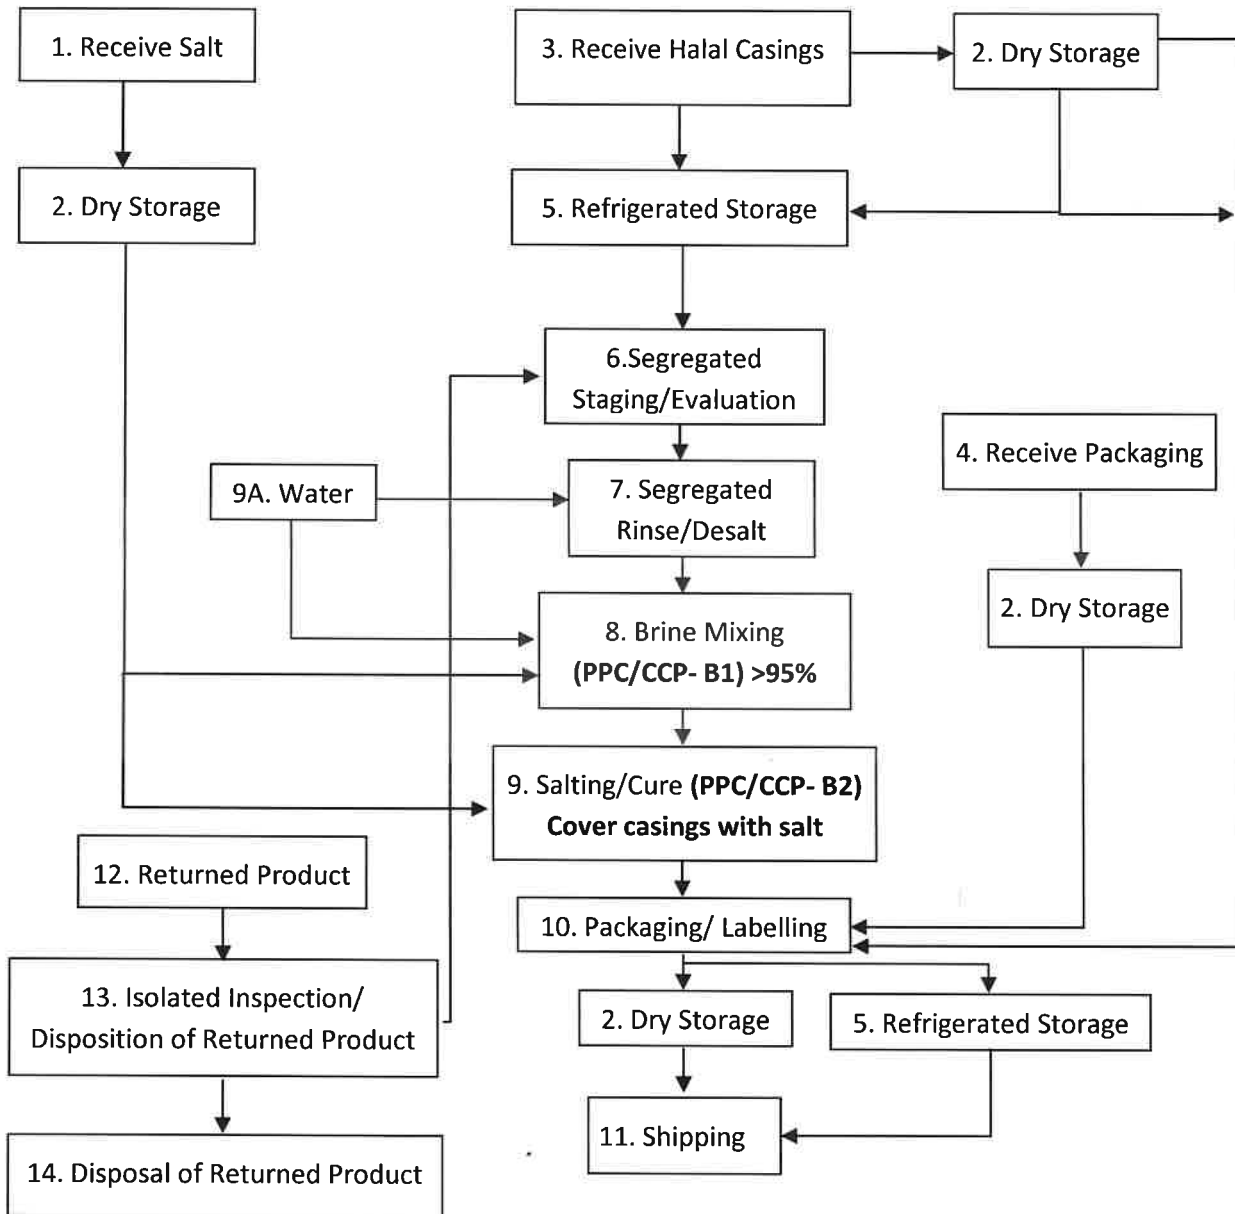 1. Receive Salt
3. Receive Halal Casings
2. Dry Storage
2. Dry Storage
5. Refrigerated Storage
6.Segregated
Staging/Evaluation
4. Receive Packaging
9A. Water
7. Segregated
Rinse/Desalt
2. Dry Storage
8. Brine Mixing
(PPC/CCP- B1) >95%
9. Salting/Cure (PPC/CCP- B2)
Cover casings with salt
12. Returned Product
10. Packaging/ Labelling
13. Isolated Inspection/
Disposition of Returned Product
2. Dry Storage
5. Refrigerated Storage
11. Shipping
14. Disposal of Returned Product